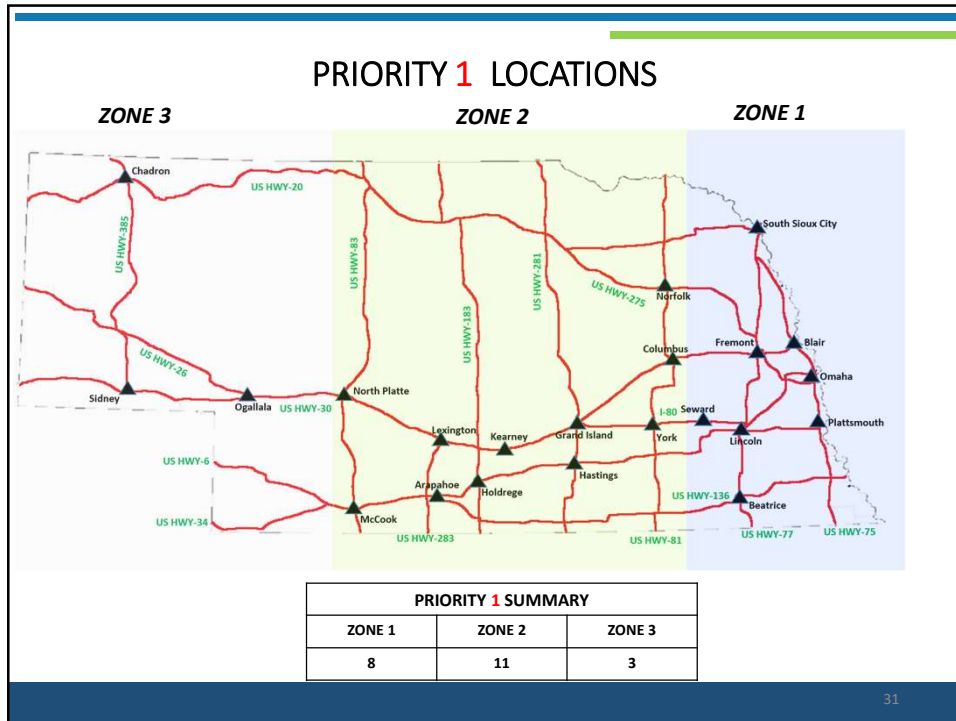 PRIORITY 1 LOCATIONS
ZONE 3
ZONE 2
ZONE 1
Chadron
US HWY-20
US HWY-385
US HWY-83
US HWY-183
US HWY-281
US HWY-275
South Sioux City
Norfolk
Columbus
Fremont
Blair
US HWY-26
Omaha
Sidney
Ogallala
US HWY-30
North Platte
Lexington
Kearney
Grand Island
I-80
York
Seward
Lincoln
Plattsmouth
US HWY-6
Arapahoe
Holdrege
Hastings
US HWY-136
Beatrice
US HWY-34
McCook
US HWY-283
US HWY-81
US HWY-77
US HWY-75
PRIORITY 1 SUMMARY
ZONE 1
ZONE 2
ZONE 3
8
11
3
31